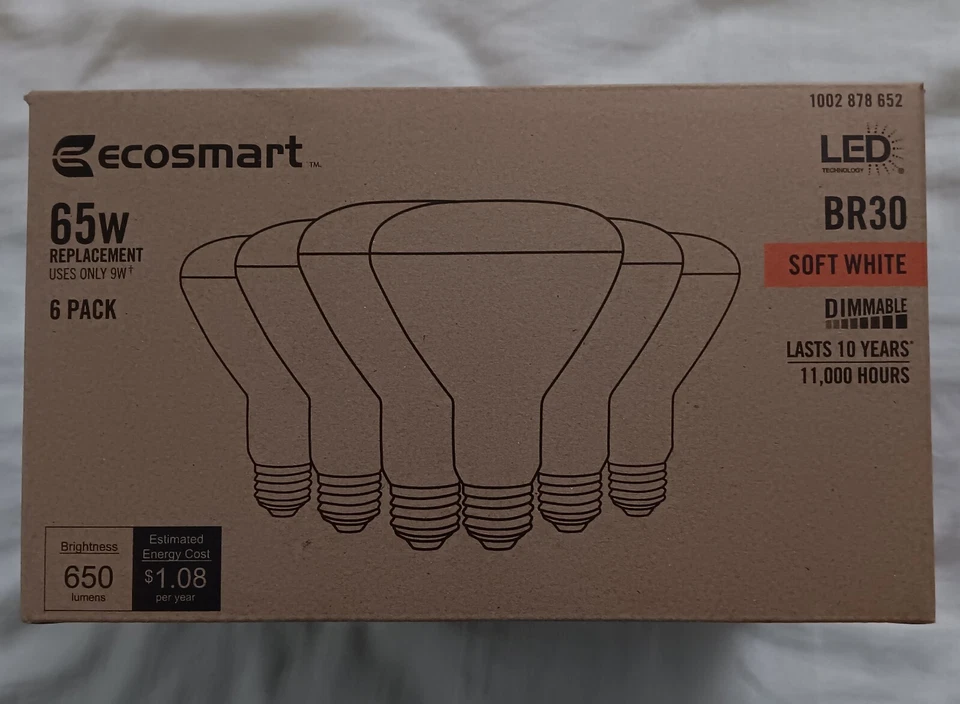 1002 878 652
ecosmart™
LED
TECHNOLOGY
65W
REPLACEMENT
USES ONLY 9W†
6 PACK
BR30
SOFT WHITE
DIMMABLE
LASTS 10 YEARS*
11,000 HOURS
Brightness
650
lumens
Estimated
Energy Cost
$1.08
per year